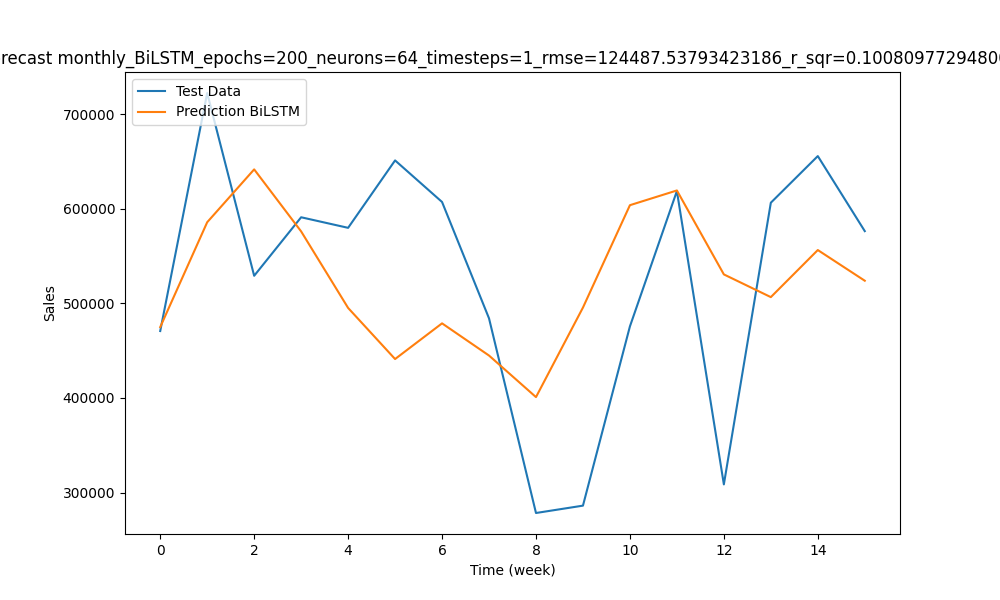 recast monthly_BiLSTM_epochs=200_neurons=64_timesteps=1_rmse=124487.53793423186_r_sqr=0.1008097729480
Test Data
Prediction BiLSTM
700000
600000
500000
400000
300000
Sales
0 2 4 6 8 10 12 14
Time (week)